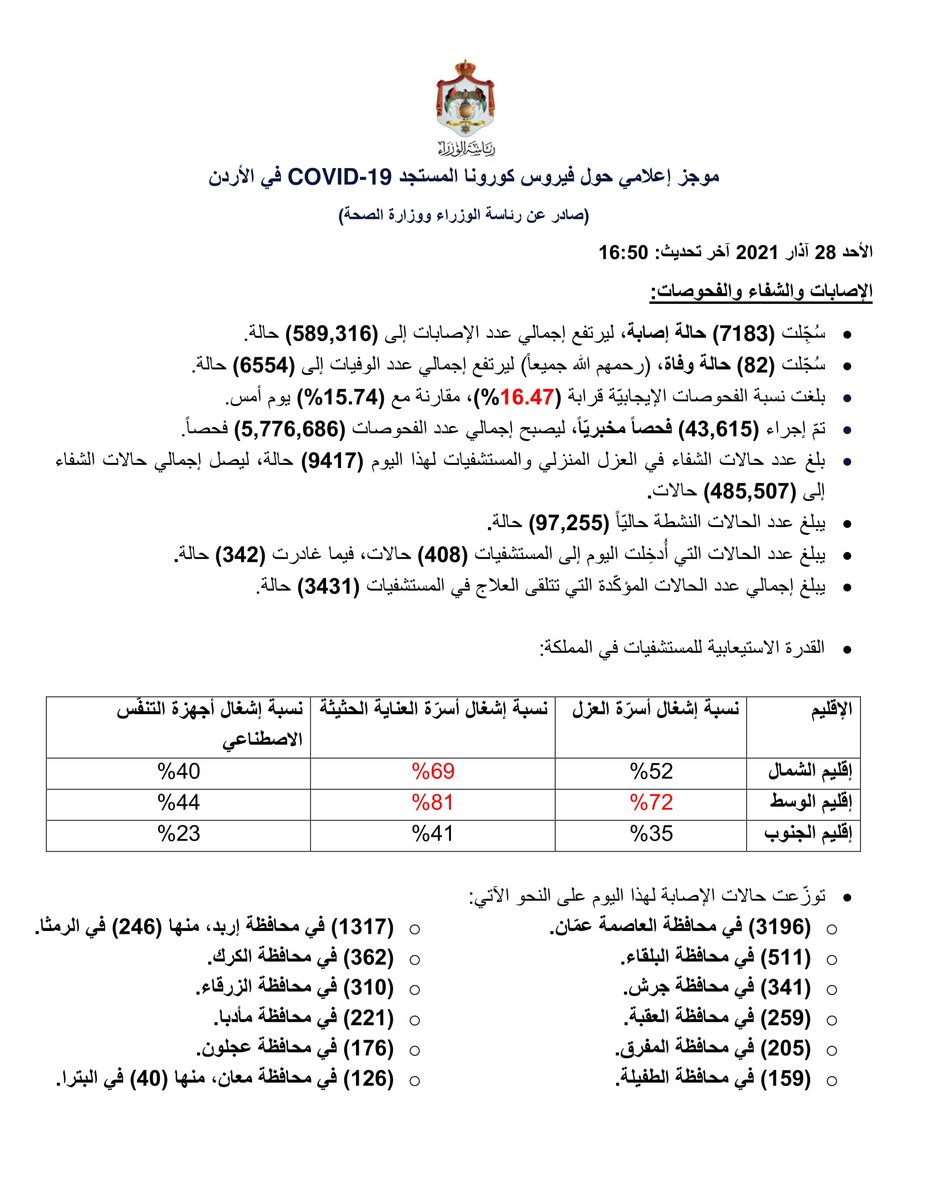 رئاسة الوزراء
موجز إعلامي حول فيروس كورونا المستجد COVID-19 في الأردن
(صادر عن رئاسة الوزراء ووزارة الصحة)
الأحد 28 آذار 2021 آخر تحديث: 16:50
الإصابات والشفاء والفحوصات:
• سُجِّلت (7183) حالة إصابة، ليرتفع إجمالي عدد الإصابات إلى (589,316) حالة.
• سُجّلت (82) حالة وفاة، (رحمهم الله جميعاً) ليرتفع إجمالي عدد الوفيات إلى (6554) حالة.
• بلغت نسبة الفحوصات الإيجابيّة قرابة (16.47%)، مقارنة مع (15.74%) يوم أمس.
• تمّ إجراء (43,615) فحصاً مخبريّاً، ليصبح إجمالي عدد الفحوصات (5,776,686) فحصاً.
• بلغ عدد حالات الشفاء في العزل المنزلي والمستشفيات لهذا اليوم (9417) حالة، ليصل إجمالي حالات الشفاء
إلى (485,507) حالات.
• يبلغ عدد الحالات النشطة حاليّاً (97,255) حالة.
• يبلغ عدد الحالات التي أُدخِلت اليوم إلى المستشفيات (408) حالات، فيما غادرت (342) حالة.
• يبلغ إجمالي عدد الحالات المؤكّدة التي تتلقى العلاج في المستشفيات (3431) حالة.
• القدرة الاستيعابية للمستشفيات في المملكة:
الإقليم نسبة إشغال أسرّة العزل نسبة إشغال أسرّة العناية الحثيثة نسبة إشغال أجهزة التنفّس
الاصطناعي
إقليم الشمال %52 %69 %40
إقليم الوسط %72 %81 %44
إقليم الجنوب %35 %41 %23
• توزّعت حالات الإصابة لهذا اليوم على النحو الآتي:
o (3196) في محافظة العاصمة عمّان.
o (511) في محافظة البلقاء.
o (341) في محافظة جرش.
o (259) في محافظة العقبة.
o (205) في محافظة المفرق.
o (159) في محافظة الطفيلة.
o (1317) في محافظة إربد، منها (246) في الرمثا.
o (362) في محافظة الكرك.
o (310) في محافظة الزرقاء.
o (221) في محافظة مأدبا.
o (176) في محافظة عجلون.
o (126) في محافظة معان، منها (40) في البترا.